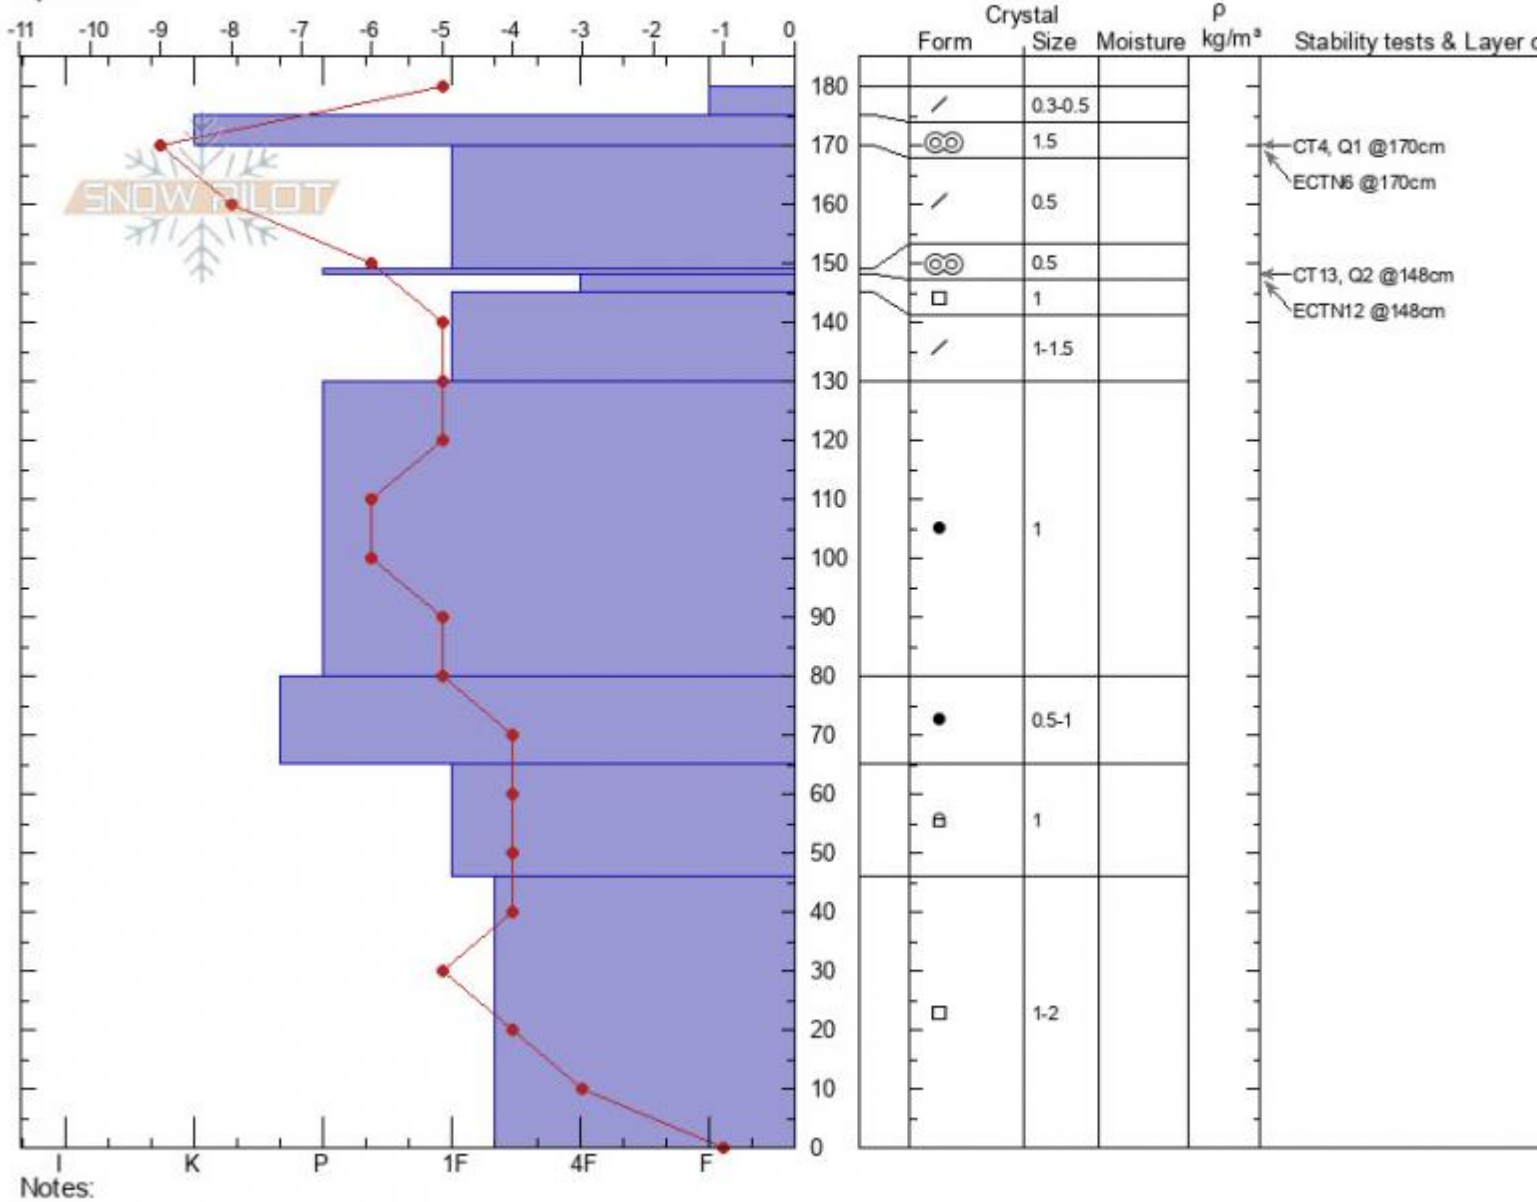 -11 -10 -9 -8 -7 -6 -5 -4 -3 -2 -1 0
Crystal
Form Size Moisture
ρ
kg/m³
Stability tests & Layer
180
170
160
150
140
130
120
110
100
90
80
70
60
50
40
30
20
10
0
SNOW PILOT
0.3-0.5
1.5
0.5
0.5
1
1-1.5
1
0.5-1
1
1-2
CT4, Q1 @170cm
ECTN6 @170cm
CT13, Q2 @148cm
ECTN12 @148cm
I K P 1F 4F F
Notes: